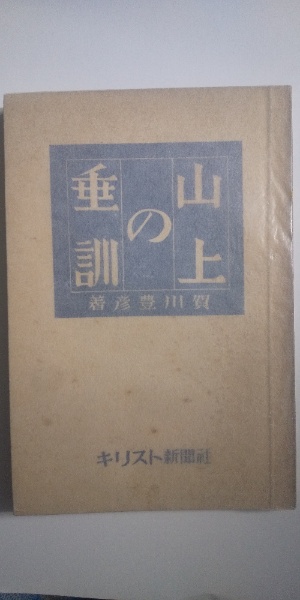 山上
の
垂訓
賀川豊彦著
キリスト新聞社